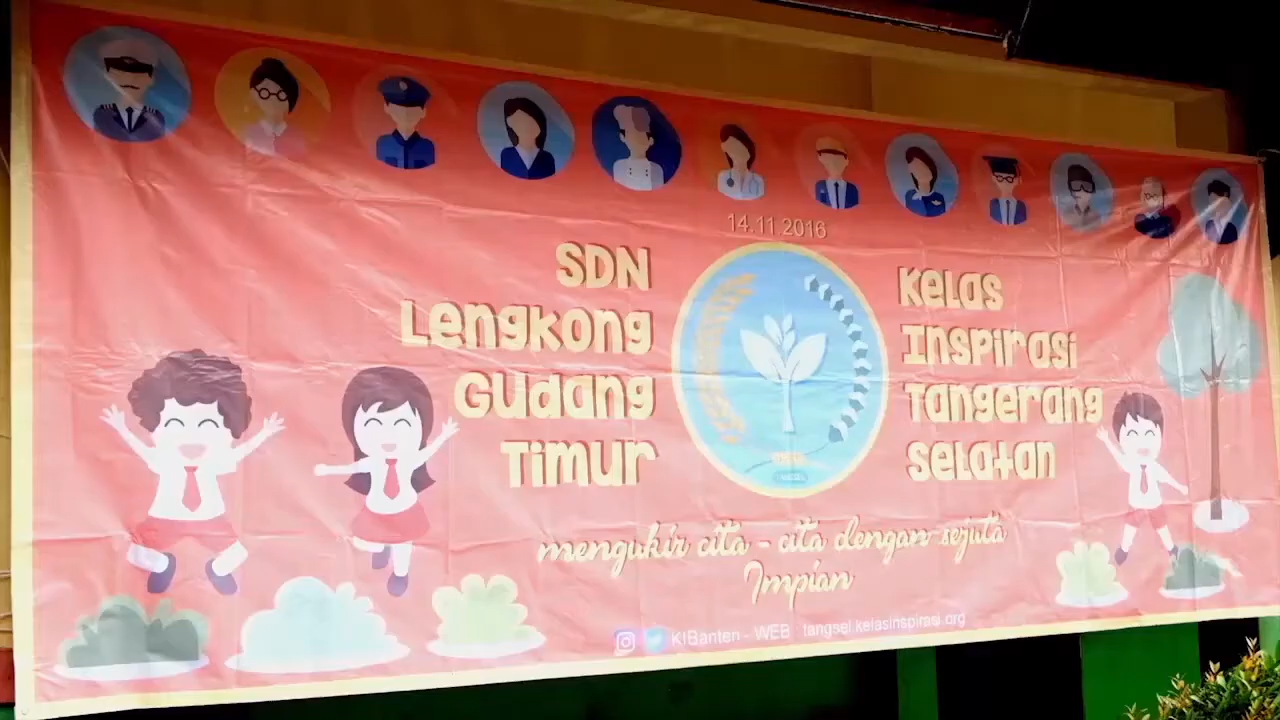 14.11.2016
SDN
Lengkong
Gudang
Timur
Kelas
Inspirasi
Tangerang
Selatan
mengukir cita - cita dengan sejuta
Impian
KIBanten - WEB : tangsel.kelasinspirasi.org